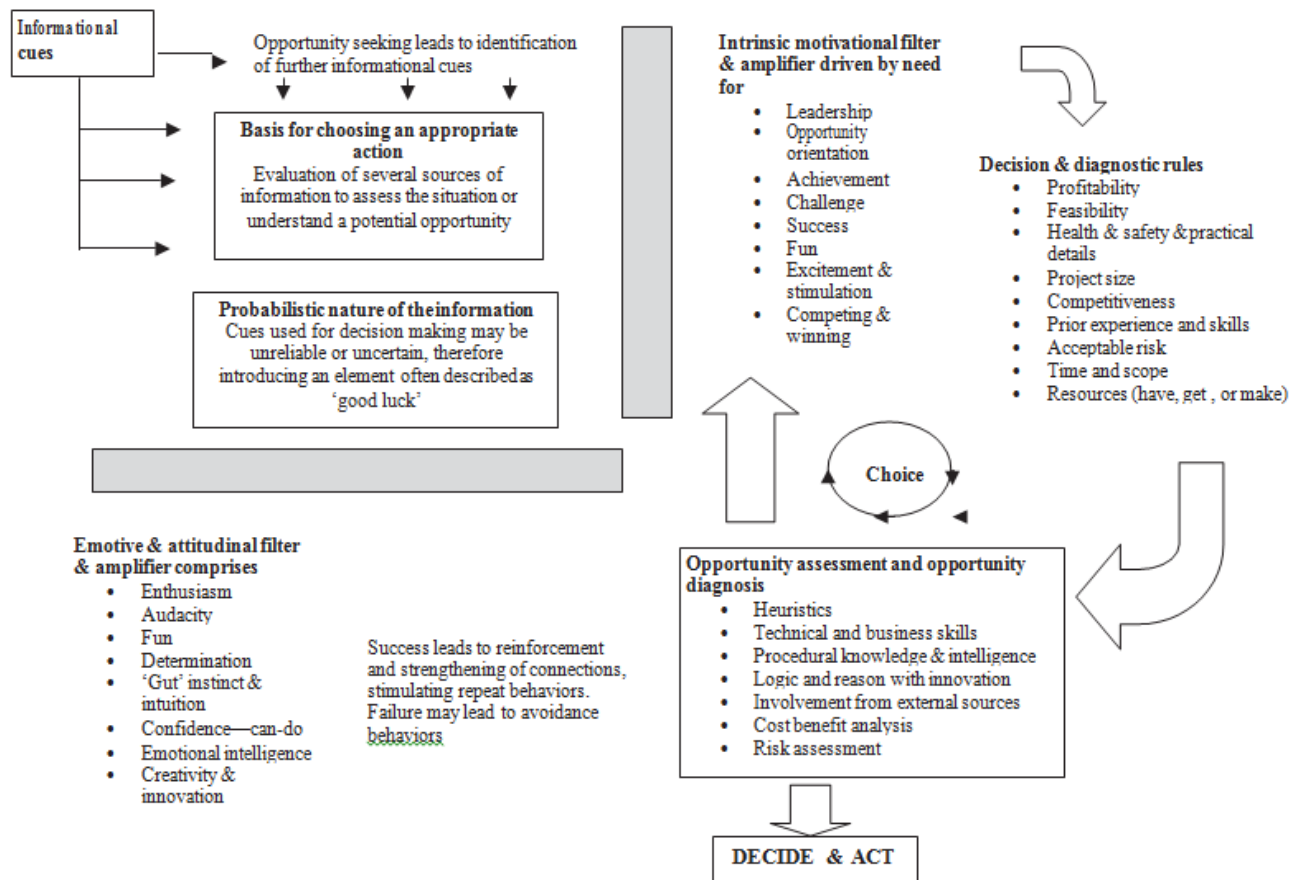 Informational
cues
Opportunity seeking leads to identification
of further informational cues
Basis for choosing an appropriate
action
Evaluation of several sources of
information to assess the situation or
understand a potential opportunity
Probabilistic nature of theinformation
Cues used for decision making may be
unreliable or uncertain, therefore
introducing an element often described as
‘good luck’
Intrinsic motivational filter
& amplifier driven by need
for
• Leadership
• Opportunity
orientation
• Achievement
• Challenge
• Success
• Fun
• Excitement &
stimulation
• Competing &
winning
Decision & diagnostic rules
• Profitability
• Feasibility
• Health & safety &practical
details
• Project size
• Competitiveness
• Prior experience and skills
• Acceptable risk
• Time and scope
• Resources (have, get , or make)
Choice
Emotive & attitudinal filter
& amplifier comprises
• Enthusiasm
• Audacity
• Fun
• Determination
• ‘Gut’ instinct &
intuition
• Confidence—can-do
• Emotional intelligence
• Creativity &
innovation
Success leads to reinforcement
and strengthening of connections,
stimulating repeat behaviors.
Failure may lead to avoidance
behaviors
Opportunity assessment and opportunity
diagnosis
• Heuristics
• Technical and business skills
• Procedural knowledge & intelligence
• Logic and reason with innovation
• Involvement from external sources
• Cost benefit analysis
• Risk assessment
DECIDE & ACT